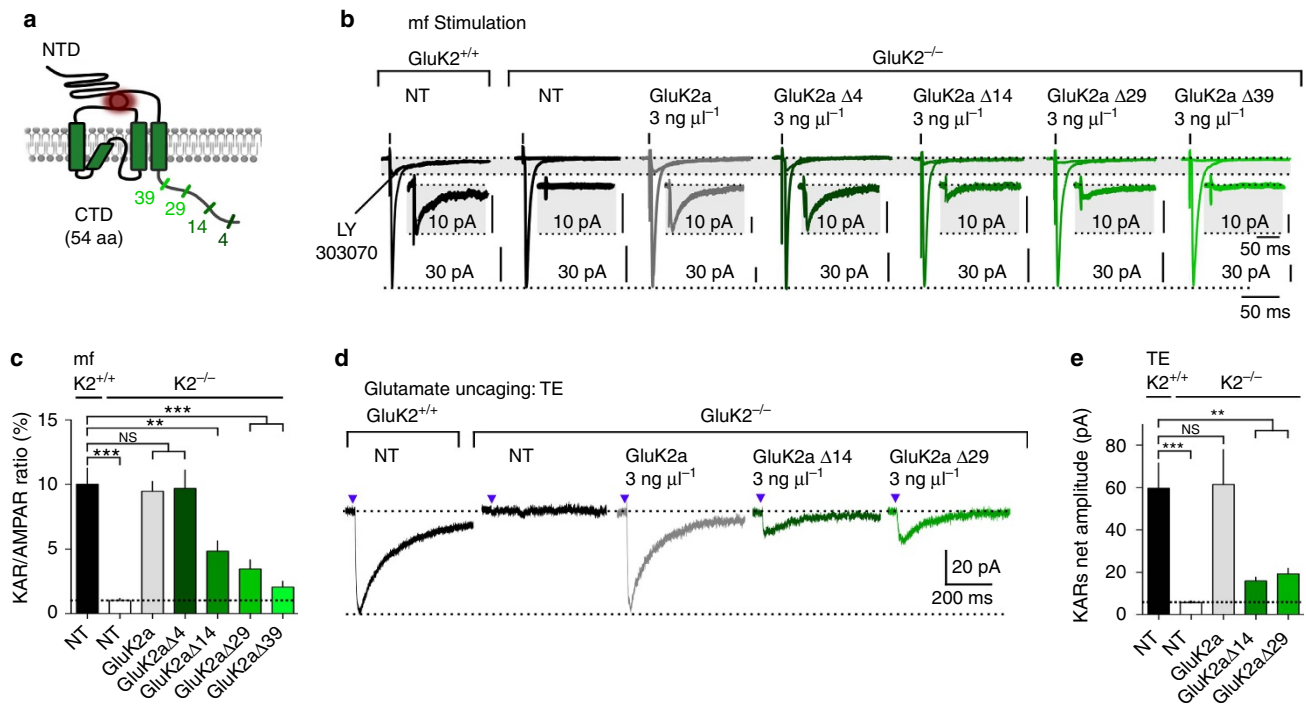 a
NTD
39
29
14
4
CTD
(54 aa)
b
mf Stimulation
GluK2+/+
GluK2–/–
NT
NT
GluK2a
3 ng μl–1
GluK2a Δ4
3 ng μl–1
GluK2a Δ14
3 ng μl–1
GluK2a Δ29
3 ng μl–1
GluK2a Δ39
3 ng μl–1
LY
303070
10 pA
10 pA
10 pA
10 pA
10 pA
10 pA
10 pA
50 ms
30 pA
30 pA
30 pA
30 pA
30 pA
30 pA
30 pA
50 ms
c
mf
K2+/+
K2–/–
KAR/AMPAR ratio (%)
15
10
5
0
***
**
NS
***
NT
NT
GluK2a
GluK2aΔ4
GluK2aΔ14
GluK2aΔ29
GluK2aΔ39
d
Glutamate uncaging: TE
GluK2+/+
GluK2–/–
NT
NT
GluK2a
3 ng μl–1
GluK2a Δ14
3 ng μl–1
GluK2a Δ29
3 ng μl–1
20 pA
200 ms
e
TE
K2+/+
K2–/–
KARs net amplitude (pA)
80
60
40
20
0
**
NS
***
NT
NT
GluK2a
GluK2aΔ14
GluK2aΔ29